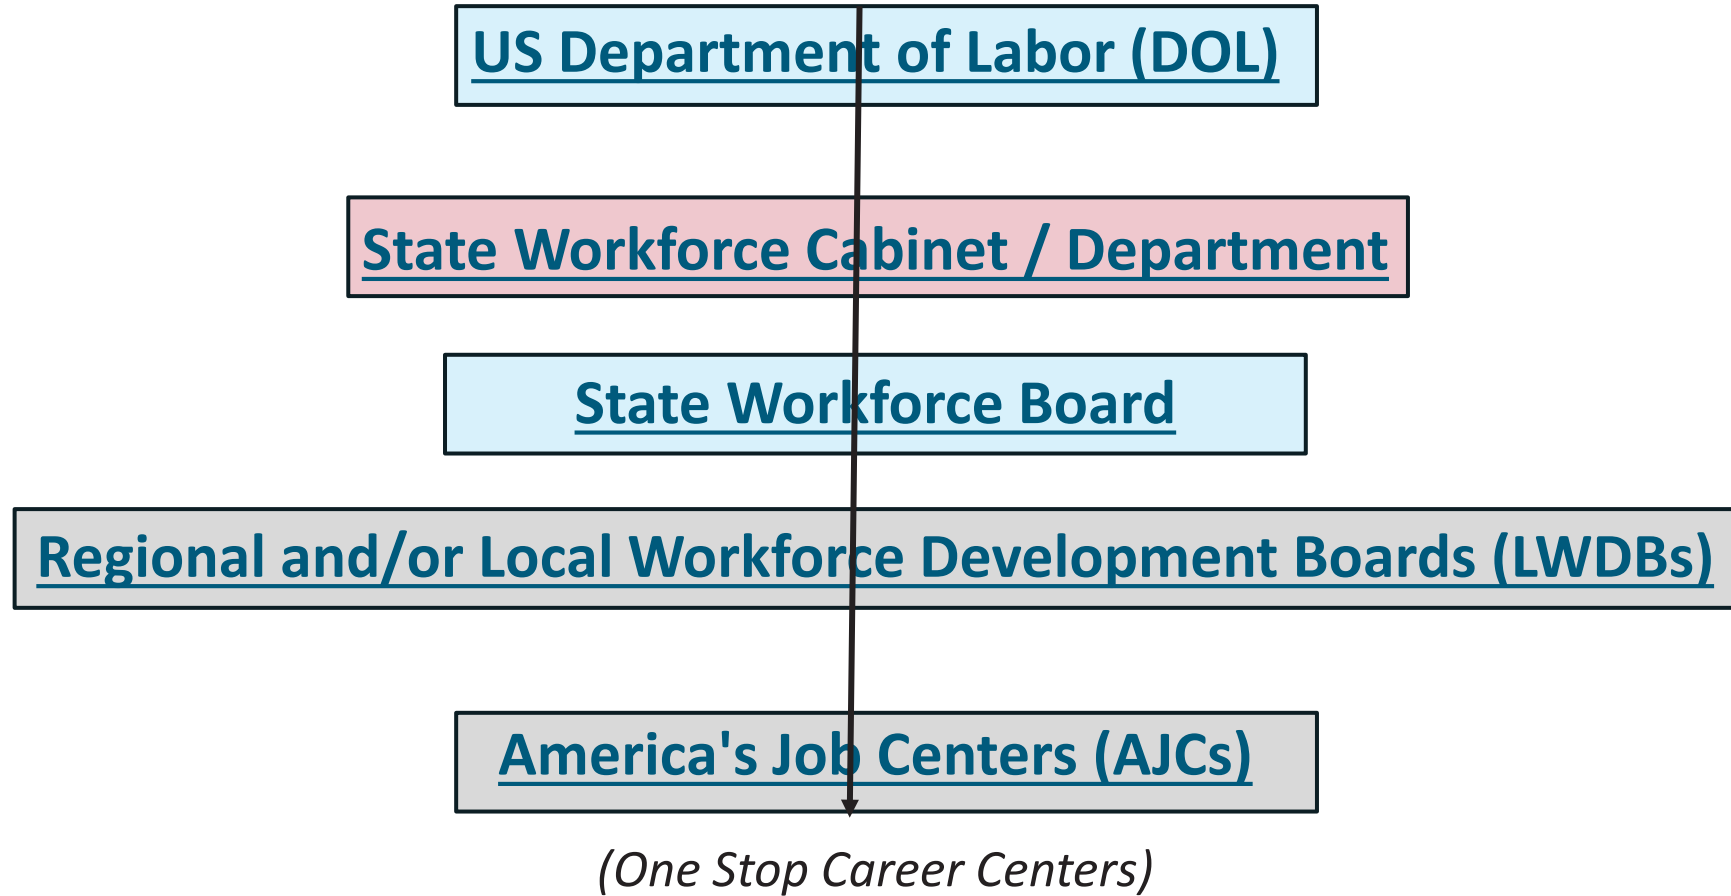 US Department of Labor (DOL)
State Workforce Cabinet / Department
State Workforce Board
Regional and/or Local Workforce Development Boards (LWDBs)
America's Job Centers (AJCs)
(One Stop Career Centers)